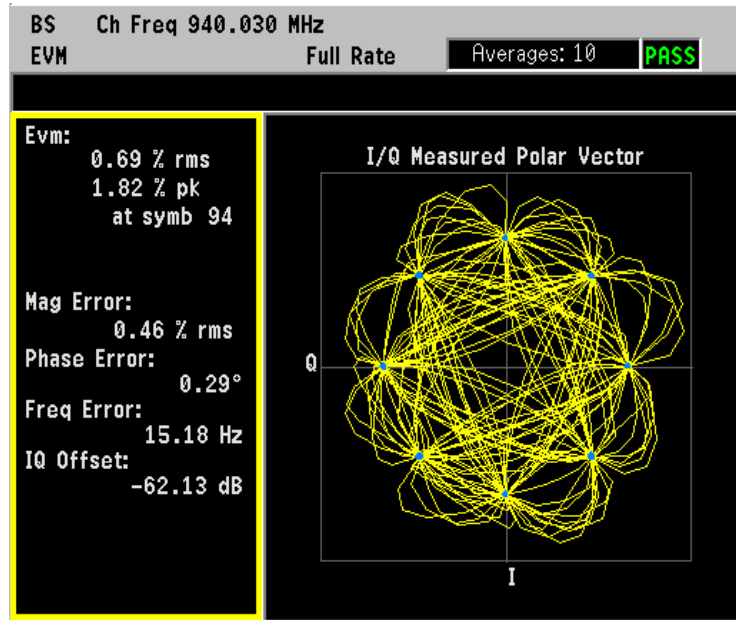 BS Ch Freq 940.030 MHz
EVM Full Rate Averages: 10 PASS
Evm:
0.69 % rms
1.82 % pk
at symb 94
Mag Error:
0.46 % rms
Phase Error:
0.29°
Freq Error:
15.18 Hz
IQ Offset:
-62.13 dB
I/Q Measured Polar Vector
Q
I